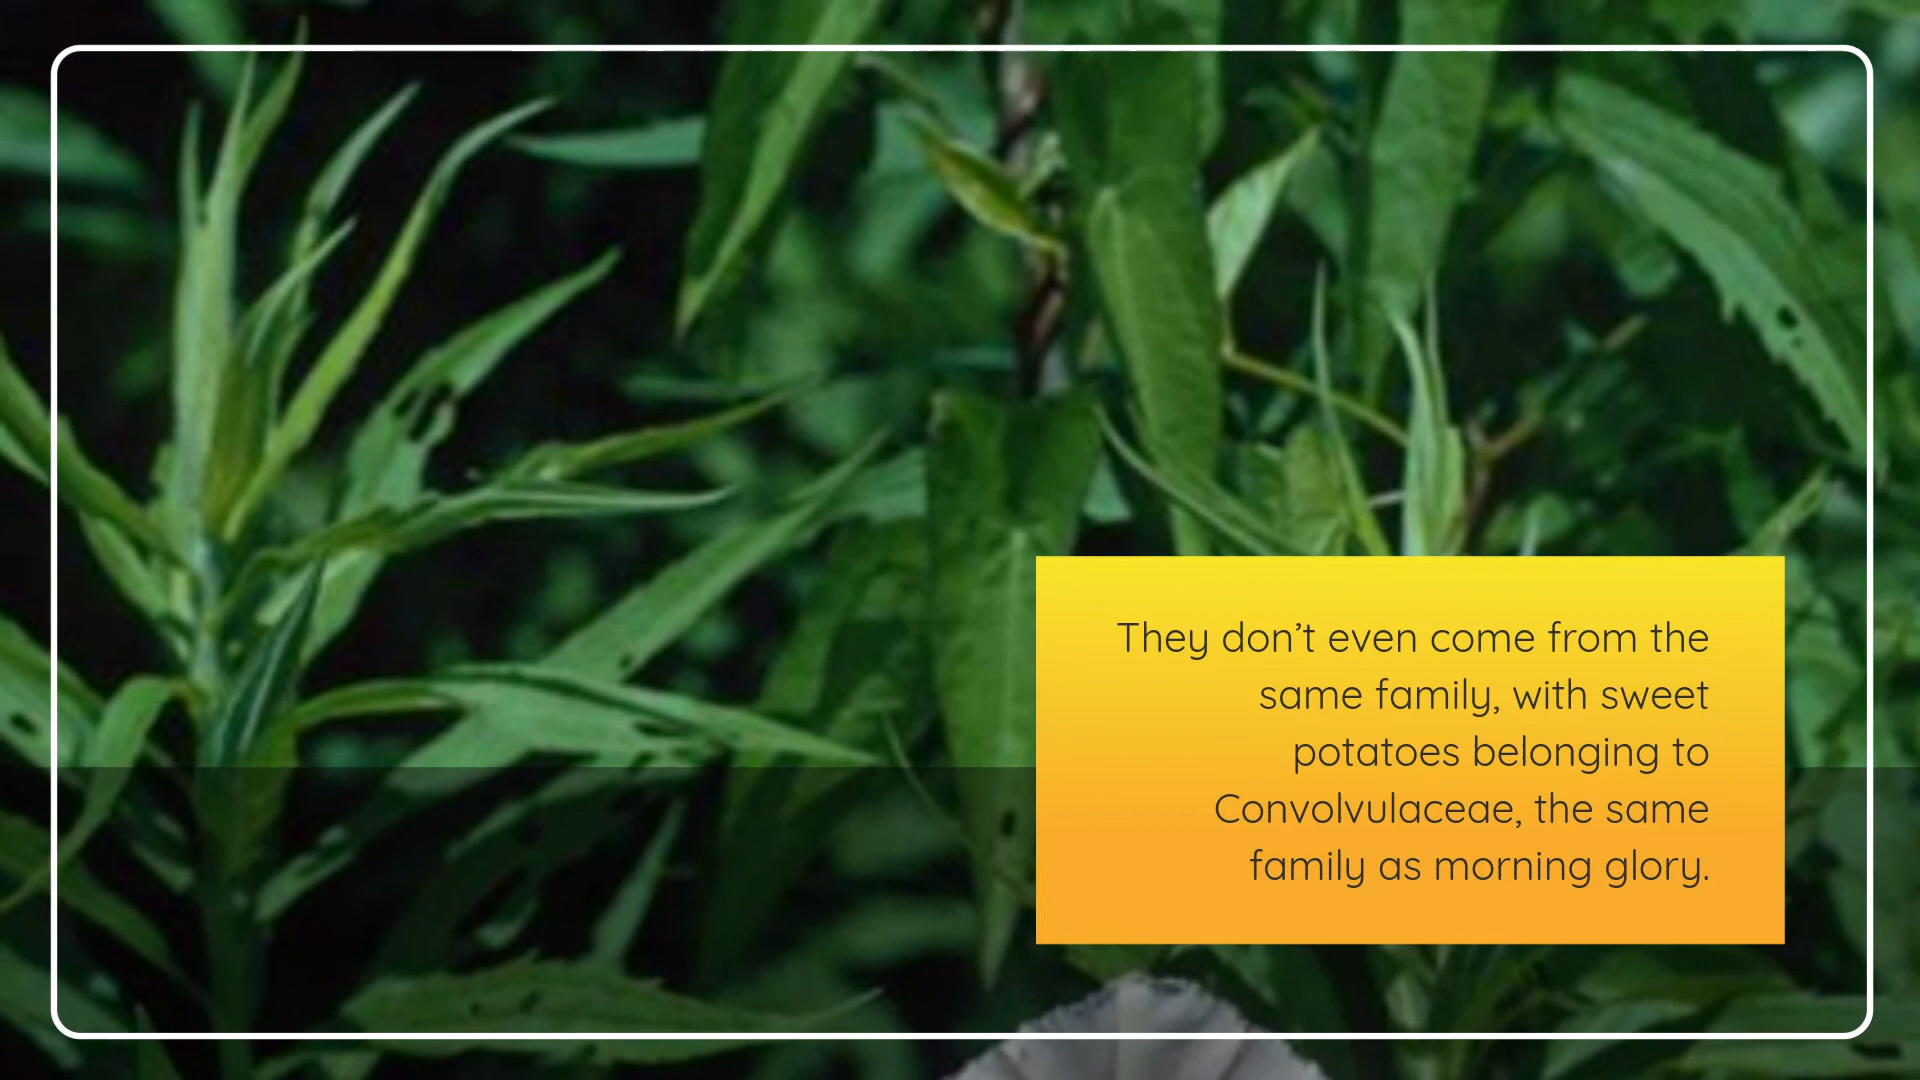 They don’t even come from the
same family, with sweet
potatoes belonging to
Convolvulaceae, the same
family as morning glory.